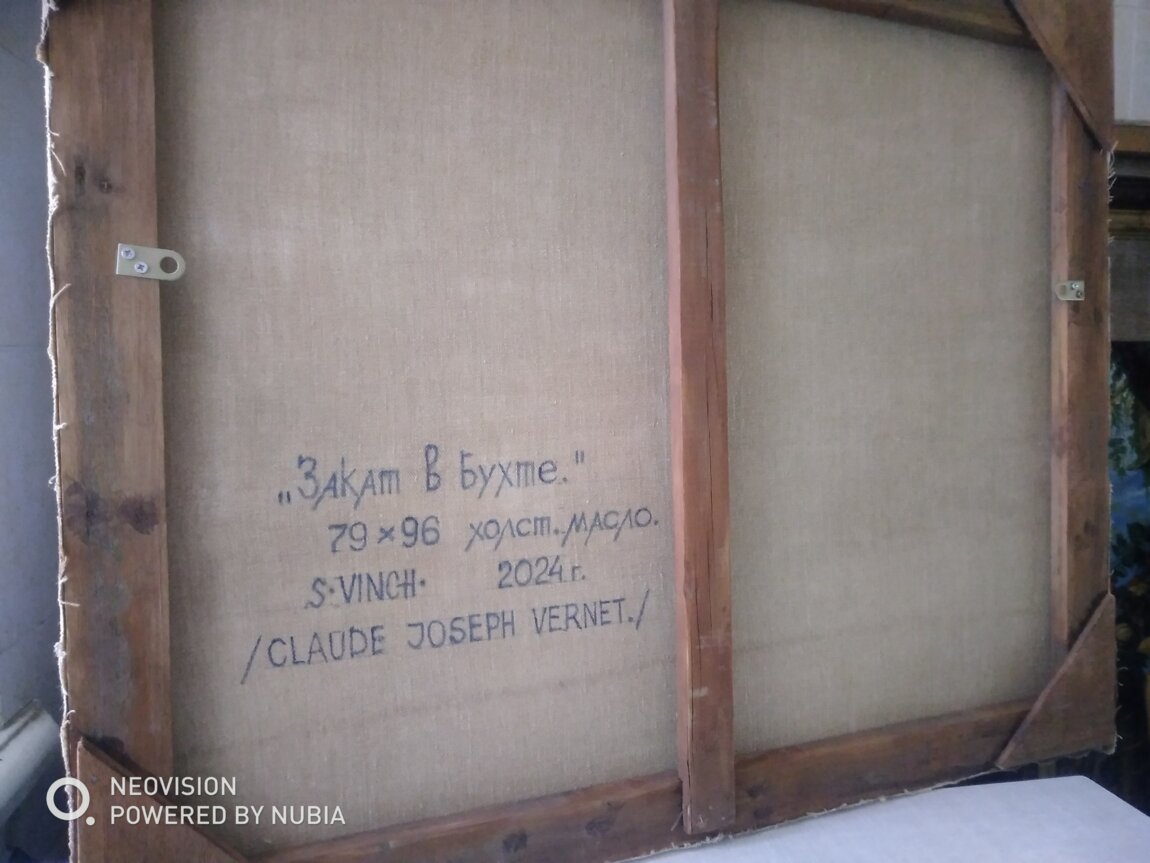 „Закат в Бухте."
79×96 холст.масло.
S·VINCH· 2024 г.
/CLAUDE JOSEPH VERNET./
NEOVISION
POWERED BY NUBIA